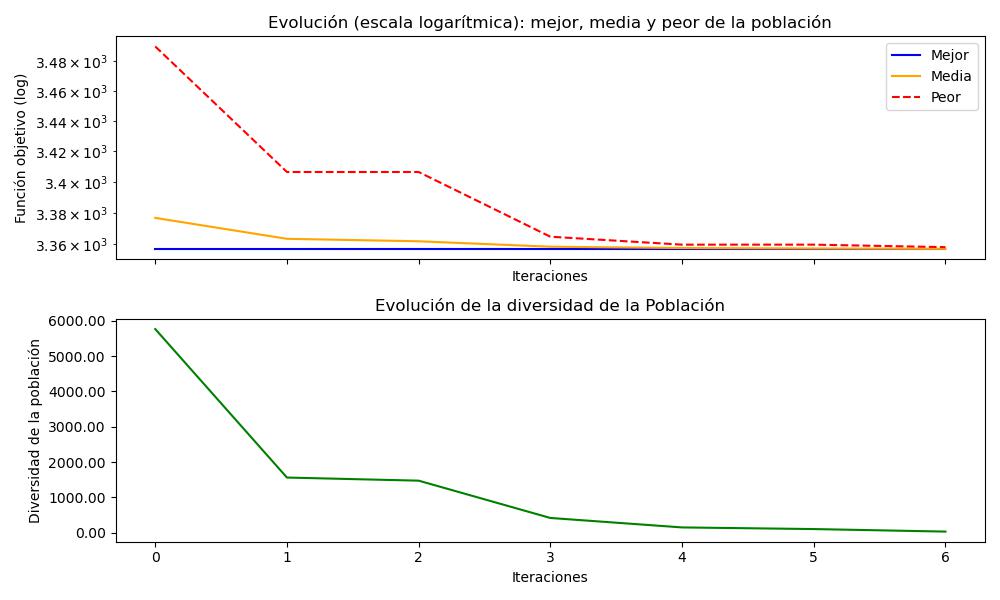 Evolución (escala logarítmica): mejor, media y peor de la población
Función objetivo (log)
3.48 × 10³
3.46 × 10³
3.44 × 10³
3.42 × 10³
3.4 × 10³
3.38 × 10³
3.36 × 10³
Mejor
Media
Peor
Iteraciones
Evolución de la diversidad de la Población
Diversidad de la población
6000.00
5000.00
4000.00
3000.00
2000.00
1000.00
0.00
0 1 2 3 4 5 6
Iteraciones